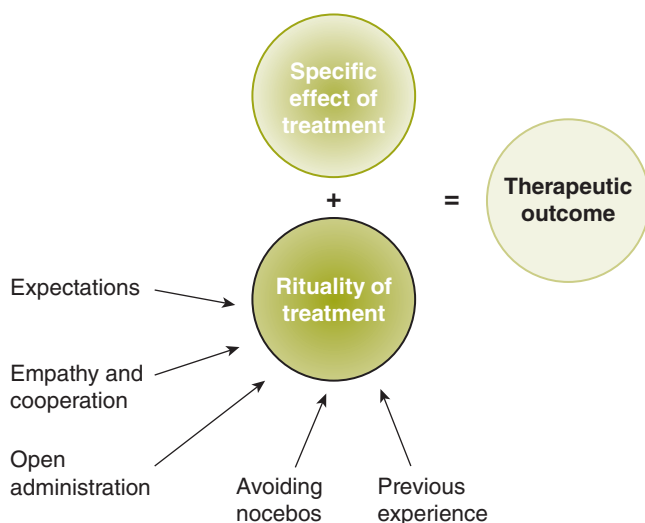 Specific
effect of
treatment
+
=
Therapeutic
outcome
Rituality of
treatment
Expectations
Empathy and
cooperation
Open
administration
Avoiding
nocebos
Previous
experience